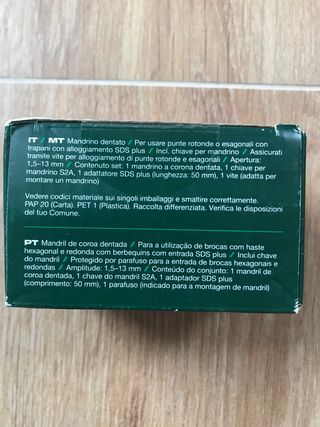 IT / MT Mandrino dentato / Per usare punte rotonde o esagonali con
trapani con alloggiamento SDS plus / Incl. chiave per mandrino / Assicurati
tramite vite per alloggiamento di punte rotonde e esagonali / Apertura:
1,5–13 mm / Contenuto set: 1 mandrino a corona dentata, 1 chiave per
mandrino S2A, 1 adattatore SDS plus (lunghezza: 50 mm), 1 vite (adatta per
montare un mandrino)
Vedere codici materiale sui singoli imballaggi e smaltire correttamente.
PAP 20 (Carta). PET 1 (Plastica). Raccolta differenziata. Verifica le disposizioni
del tuo Comune.
PT Mandril de coroa dentada / Para a utilização de brocas com haste
hexagonal e redonda com berbequins com entrada SDS plus / Inclui chave
do mandril / Protegido por parafuso para a entrada de brocas hexagonais e
redondas / Amplitude: 1,5–13 mm / Conteúdo do conjunto: 1 mandril de
coroa dentada, 1 chave do mandril S2A, 1 adaptador SDS plus
(comprimento: 50 mm), 1 parafuso (indicado para a montagem de mandril)